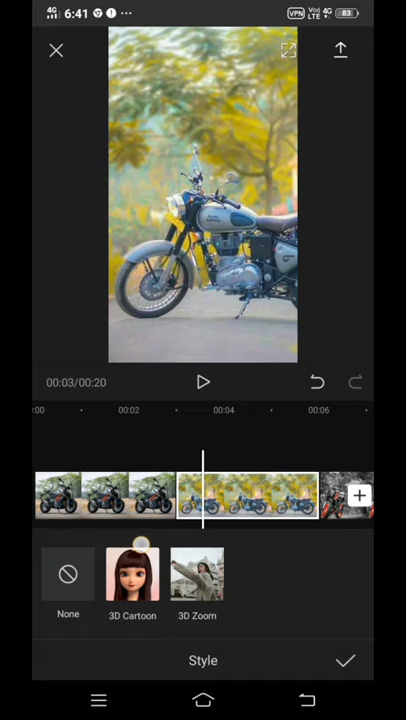 4G 6:41 VPN Vo) LTE 4G 83
00:03/00:20
:00 00:02 00:04 00:06
None 3D Cartoon 3D Zoom
Style